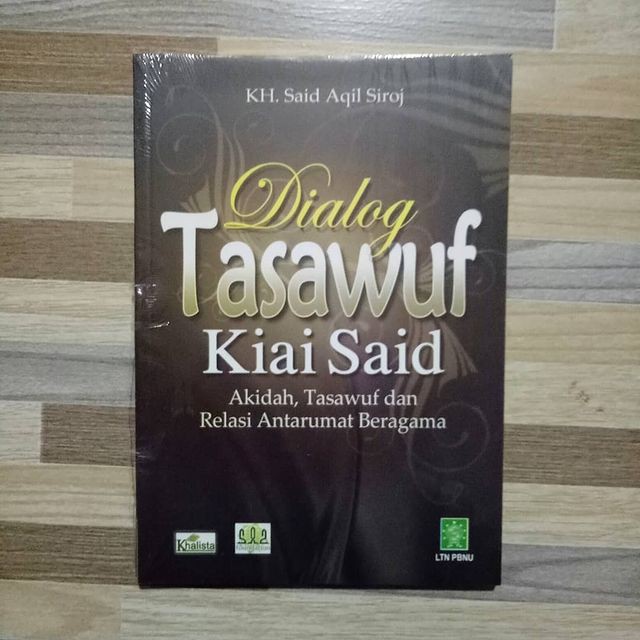 KH. Said Aqil Siroj
Dialog
Tasawuf
Kiai Said
Akidah, Tasawuf dan
Relasi Antarumat Beragama
Khalista
LTN PBNU